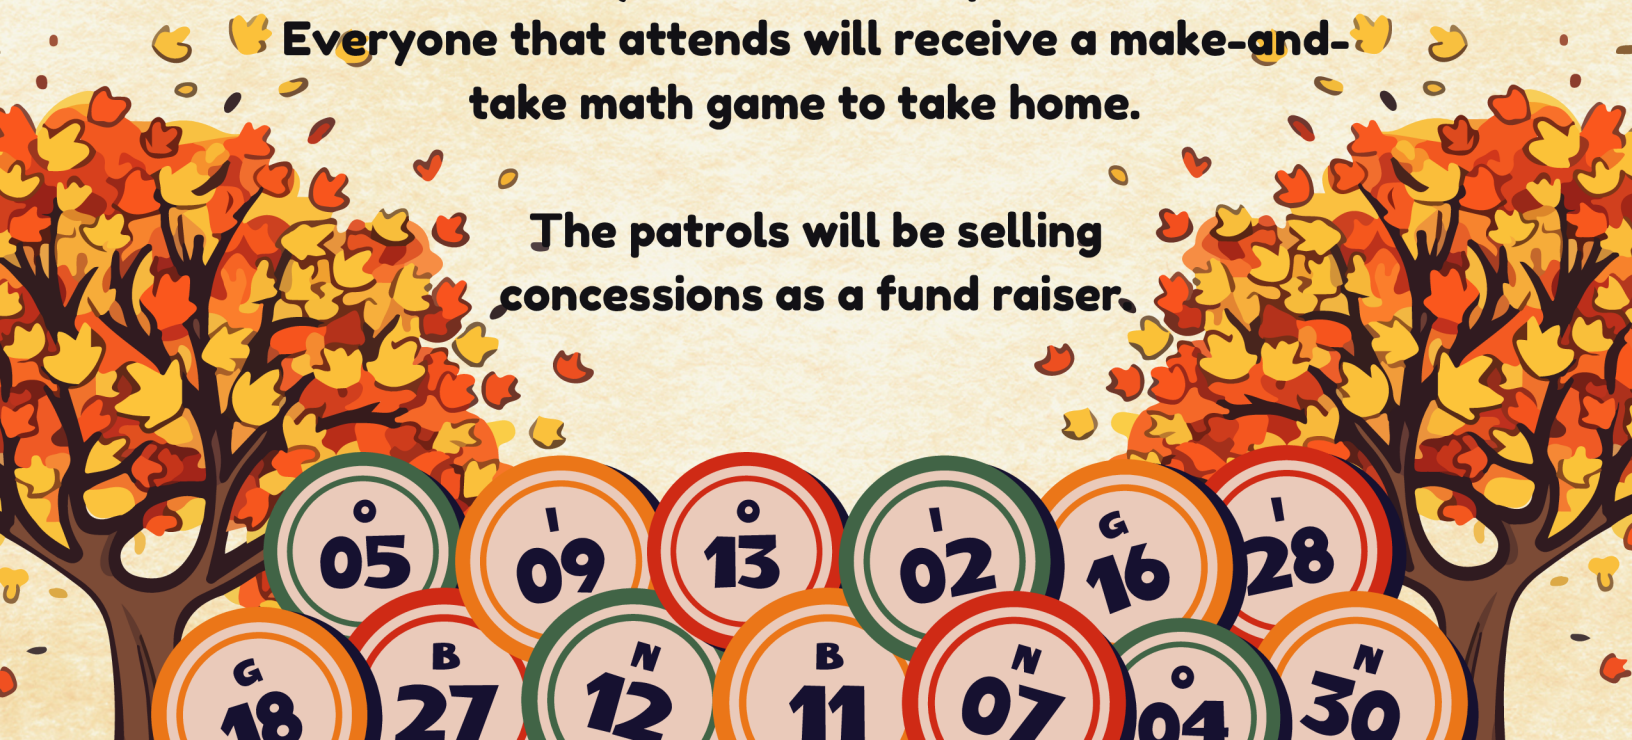 Everyone that attends will receive a make-and-
take math game to take home.
The patrols will be selling
concessions as a fund raiser.
O
05
I
09
O
13
I
02
G
16
I
28
G
18
B
27
N
12
B
11
N
07
O
04
N
30